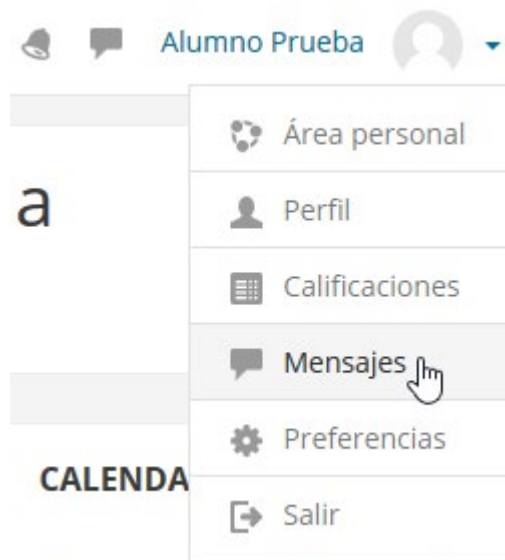 Alumno Prueba
Área personal
a
Perfil
Calificaciones
Mensajes
Preferencias
CALENDA
Salir